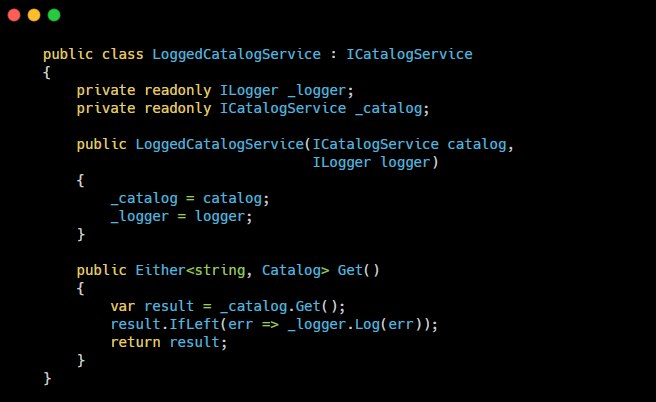 public class LoggedCatalogService : ICatalogService
{
    private readonly ILogger _logger;
    private readonly ICatalogService _catalog;

    public LoggedCatalogService(ICatalogService catalog,
                                ILogger logger)
    {
        _catalog = catalog;
        _logger = logger;
    }

    public Either<string, Catalog> Get()
    {
        var result = _catalog.Get();
        result.IfLeft(err => _logger.Log(err));
        return result;
    }
}